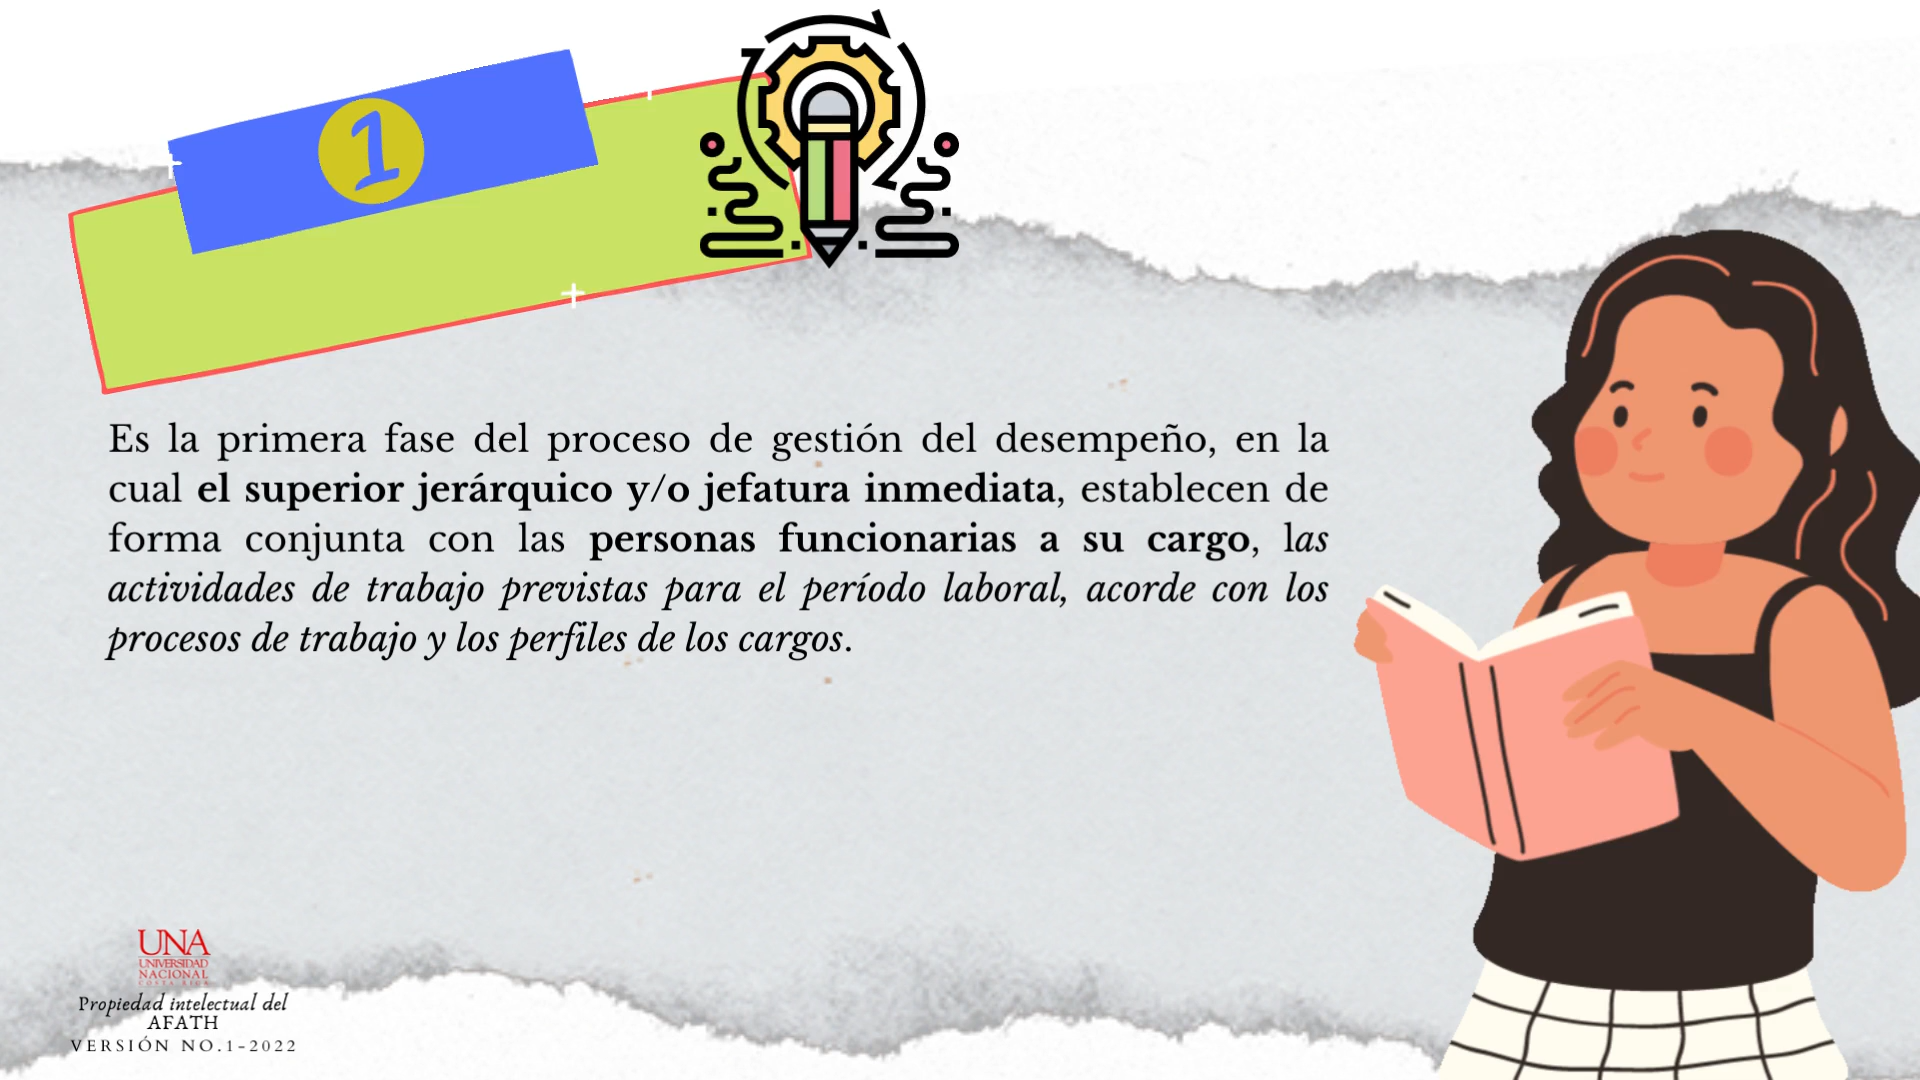 1
Es la primera fase del proceso de gestión del desempeño, en la
cual el superior jerárquico y/o jefatura inmediata, establecen de
forma conjunta con las personas funcionarias a su cargo, las
actividades de trabajo previstas para el período laboral, acorde con los
procesos de trabajo y los perfiles de los cargos.
UNA
UNIVERSIDAD
NACIONAL
COSTA RICA
Propiedad intelectual del
AFATH
VERSIÓN NO.1-2022